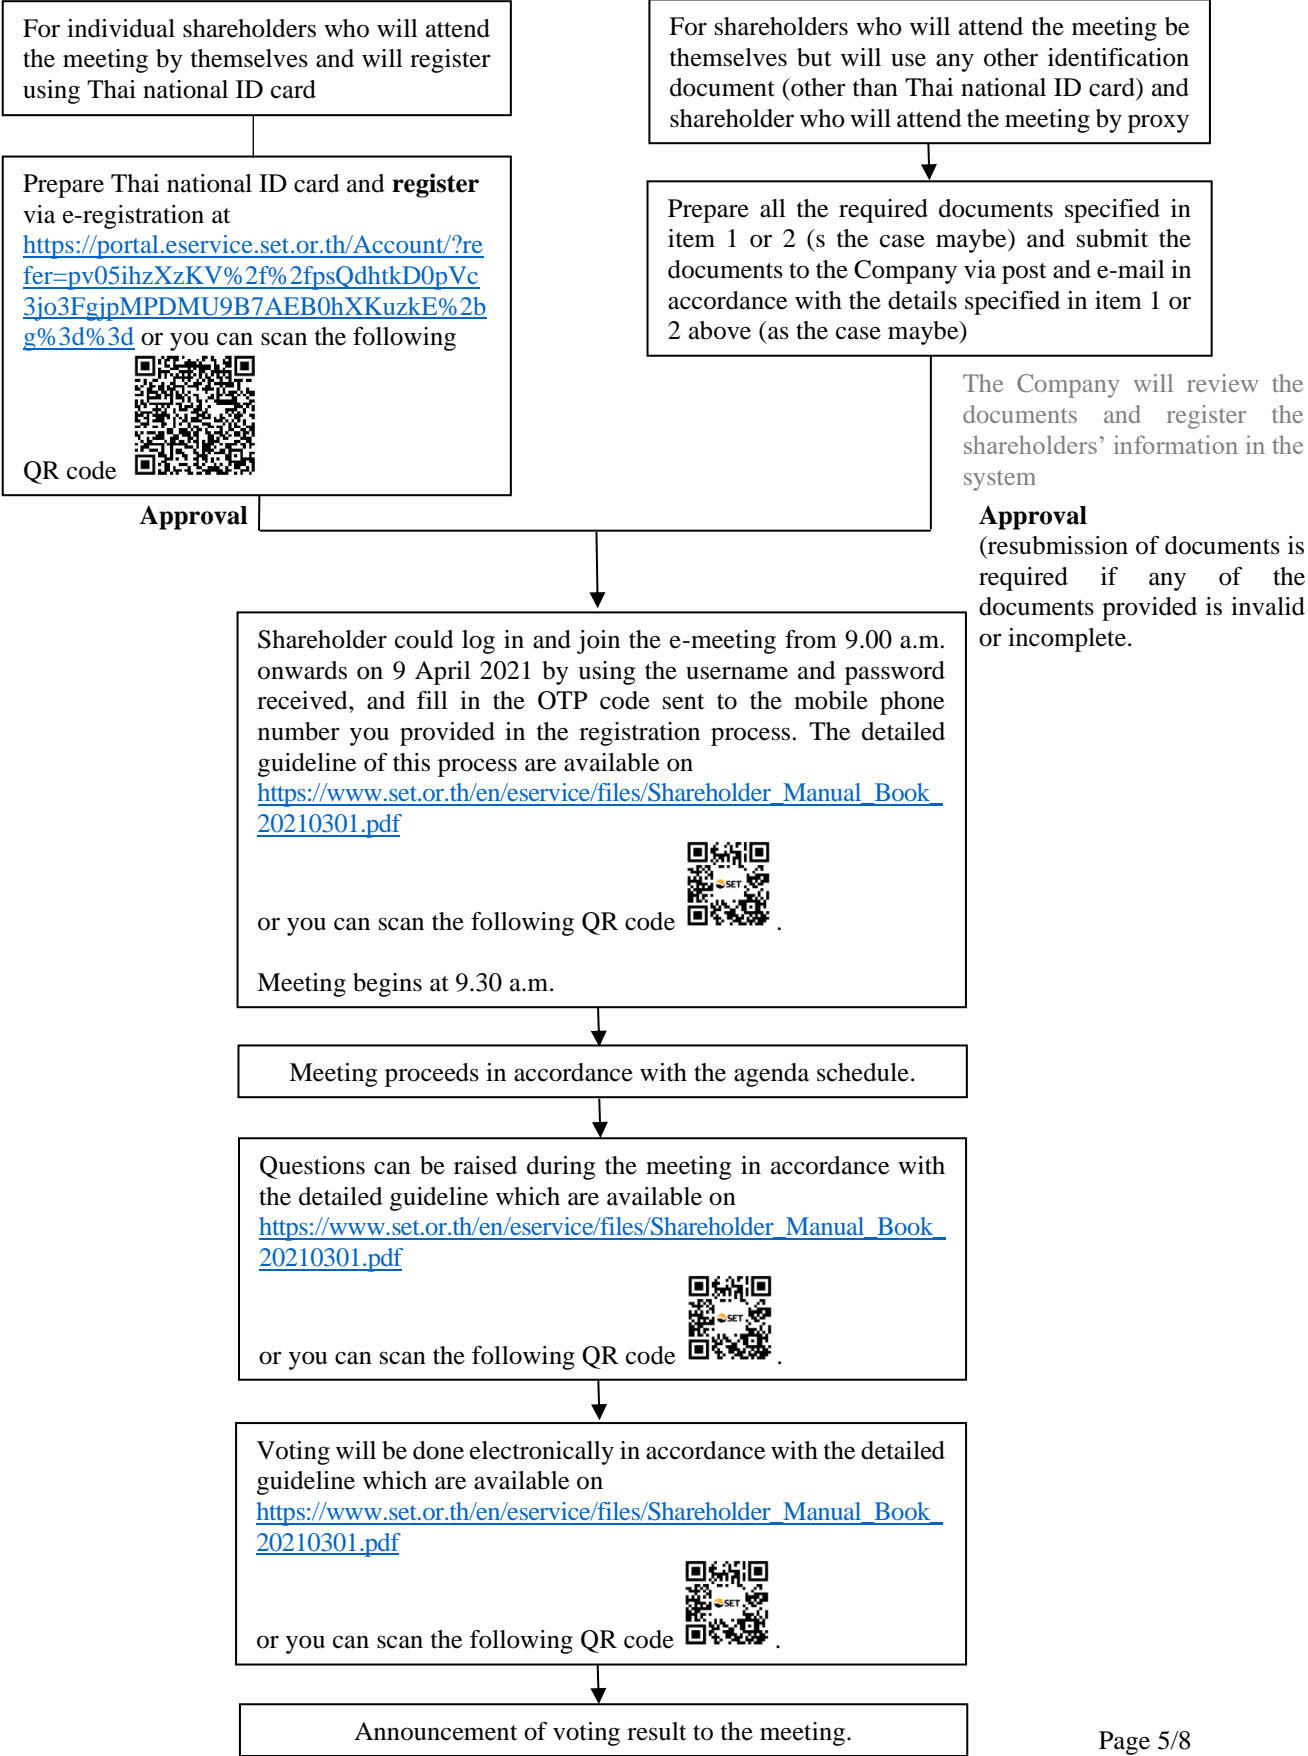 For individual shareholders who will attend
the meeting by themselves and will register
using Thai national ID card
For shareholders who will attend the meeting be
themselves but will use any other identification
document (other than Thai national ID card) and
shareholder who will attend the meeting by proxy
Prepare Thai national ID card and register
via e-registration at
https://portal.eservice.set.or.th/Account/?re
fer=pv05ihzXzKV%2f%2fpsQdhtkD0pVc
3jo3FgjpMPDMU9B7AEB0hXKuzkE%2b
g%3d%3d or you can scan the following
QR code
Prepare all the required documents specified in
item 1 or 2 (s the case maybe) and submit the
documents to the Company via post and e-mail in
accordance with the details specified in item 1 or
2 above (as the case maybe)
The Company will review the
documents and register the
shareholders’ information in the
system
Approval
Approval
(resubmission of documents is
required if any of the
documents provided is invalid
or incomplete.
Shareholder could log in and join the e-meeting from 9.00 a.m.
onwards on 9 April 2021 by using the username and password
received, and fill in the OTP code sent to the mobile phone
number you provided in the registration process. The detailed
guideline of this process are available on
https://www.set.or.th/en/eservice/files/Shareholder_Manual_Book_
20210301.pdf
SET
or you can scan the following QR code .
Meeting begins at 9.30 a.m.
Meeting proceeds in accordance with the agenda schedule.
Questions can be raised during the meeting in accordance with
the detailed guideline which are available on
https://www.set.or.th/en/eservice/files/Shareholder_Manual_Book_
20210301.pdf
SET
or you can scan the following QR code .
Voting will be done electronically in accordance with the detailed
guideline which are available on
https://www.set.or.th/en/eservice/files/Shareholder_Manual_Book_
20210301.pdf
SET
or you can scan the following QR code .
Announcement of voting result to the meeting.
Page 5/8